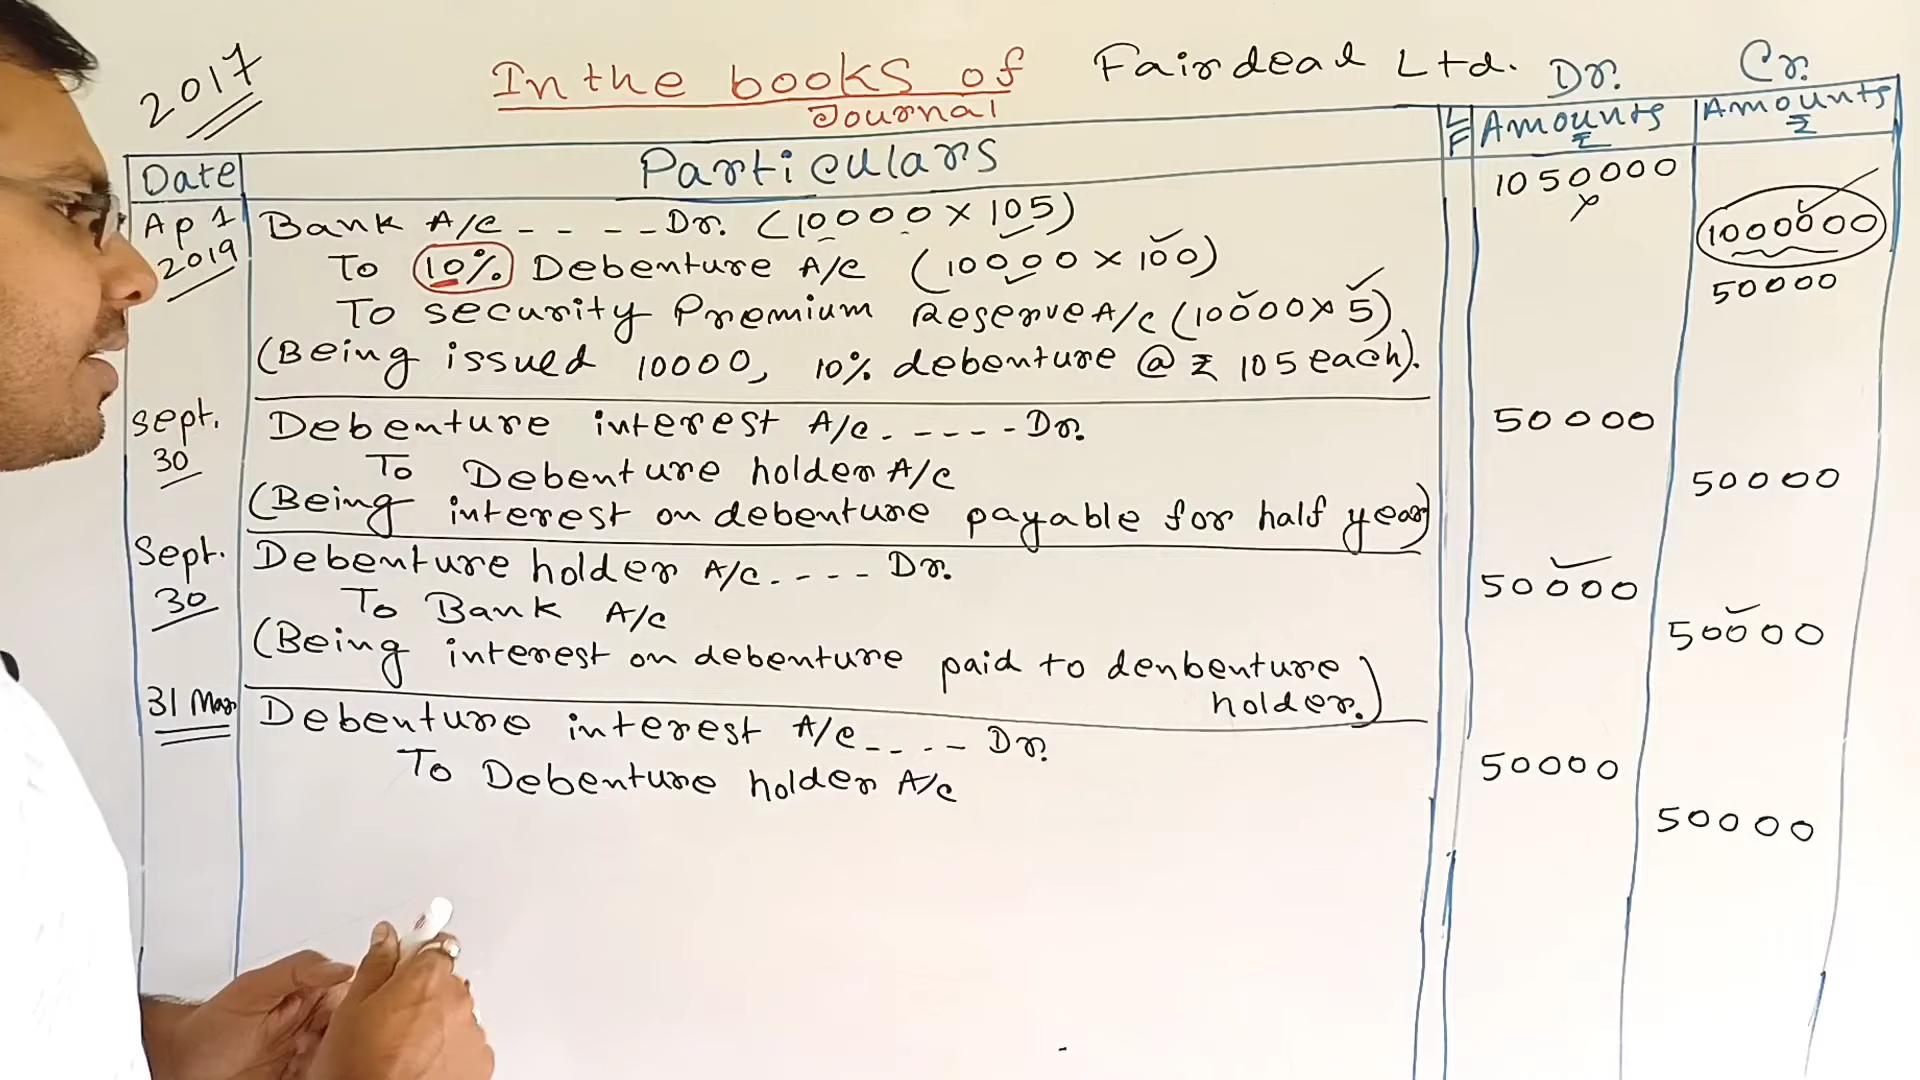 2017
In the books of Fairdeal Ltd.
Journal
Dr. Cr.
Date Particulars LF Amounts ₹ Amounts ₹
Ap 1 2019 Bank A/c - - - - Dr. (10000 × 105) 1050000
To 10% Debenture A/c (10000 × 100) 1000000
To security Premium Reserve A/c (10000 × 5) 50000
(Being issued 10000, 10% debenture @ ₹ 105 each).
Sept. 30 Debenture interest A/c. - - - - Dr. 50000
To Debenture holder A/c 50000
(Being interest on debenture payable for half year)
Sept. 30 Debenture holder A/c. - - - Dr. 50000
To Bank A/c 50000
(Being interest on debenture paid to denbenture
holder.)
31 Mar. Debenture interest A/c - - - - Dr. 50000
To Debenture holder A/c 50000